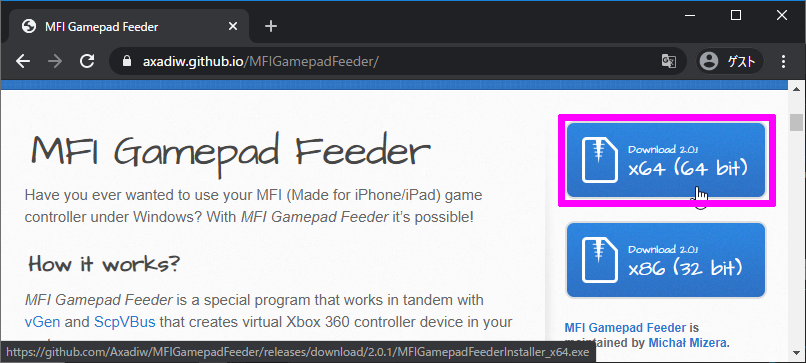 MFI Gamepad Feeder
axadiw.github.io/MFIGamepadFeeder/
ゲスト
MFI Gamepad Feeder
Have you ever wanted to use your MFI (Made for iPhone/iPad) game
controller under Windows? With MFI Gamepad Feeder it's possible!
How it works?
MFI Gamepad Feeder is a special program that works in tandem with
vGen and ScpVBus that creates virtual Xbox 360 controller device in your
Download 2.0.1
x64 (64 bit)
Download 2.0.1
x86 (32 bit)
MFI Gamepad Feeder is
maintained by Michał Mizera.
https://github.com/Axadiw/MFIGamepadFeeder/releases/download/2.0.1/MFIGamepadFeederInstaller_x64.exe